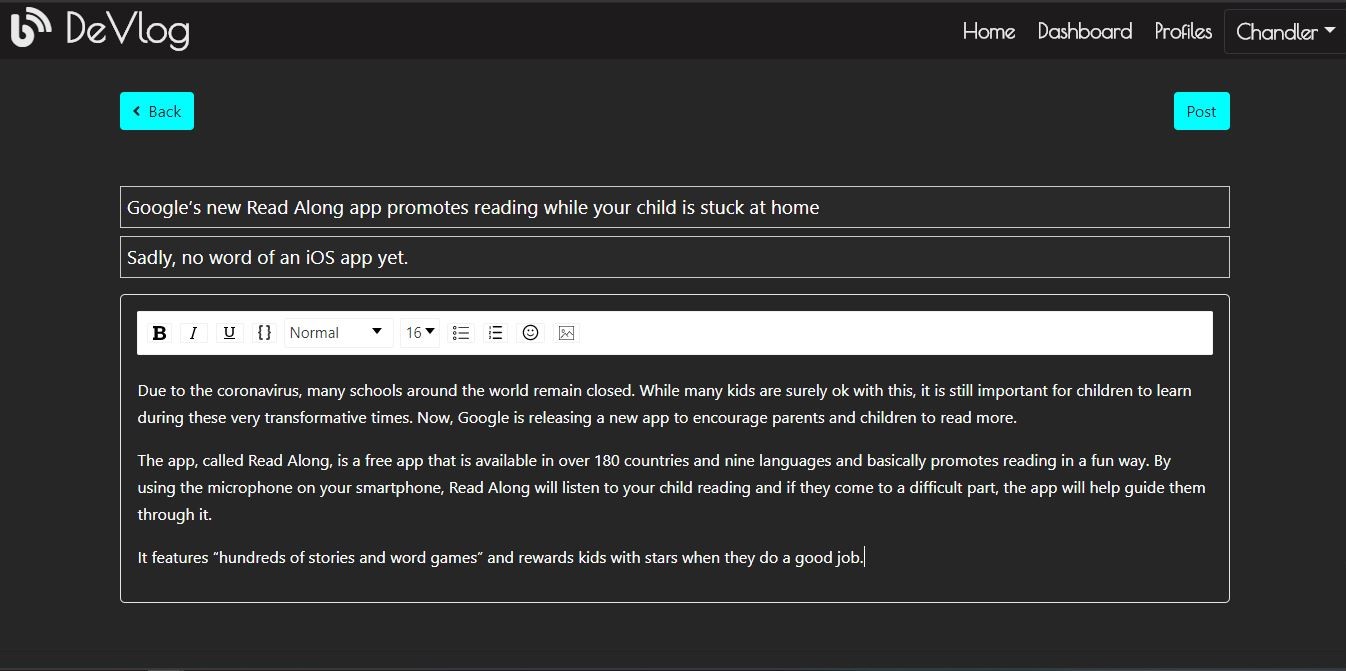 DeVlog
Home Dashboard Profiles Chandler
Back
Post
Google's new Read Along app promotes reading while your child is stuck at home
Sadly, no word of an iOS app yet.
B I U {} Normal 16
Due to the coronavirus, many schools around the world remain closed. While many kids are surely ok with this, it is still important for children to learn
during these very transformative times. Now, Google is releasing a new app to encourage parents and children to read more.
The app, called Read Along, is a free app that is available in over 180 countries and nine languages and basically promotes reading in a fun way. By
using the microphone on your smartphone, Read Along will listen to your child reading and if they come to a difficult part, the app will help guide them
through it.
It features “hundreds of stories and word games” and rewards kids with stars when they do a good job.